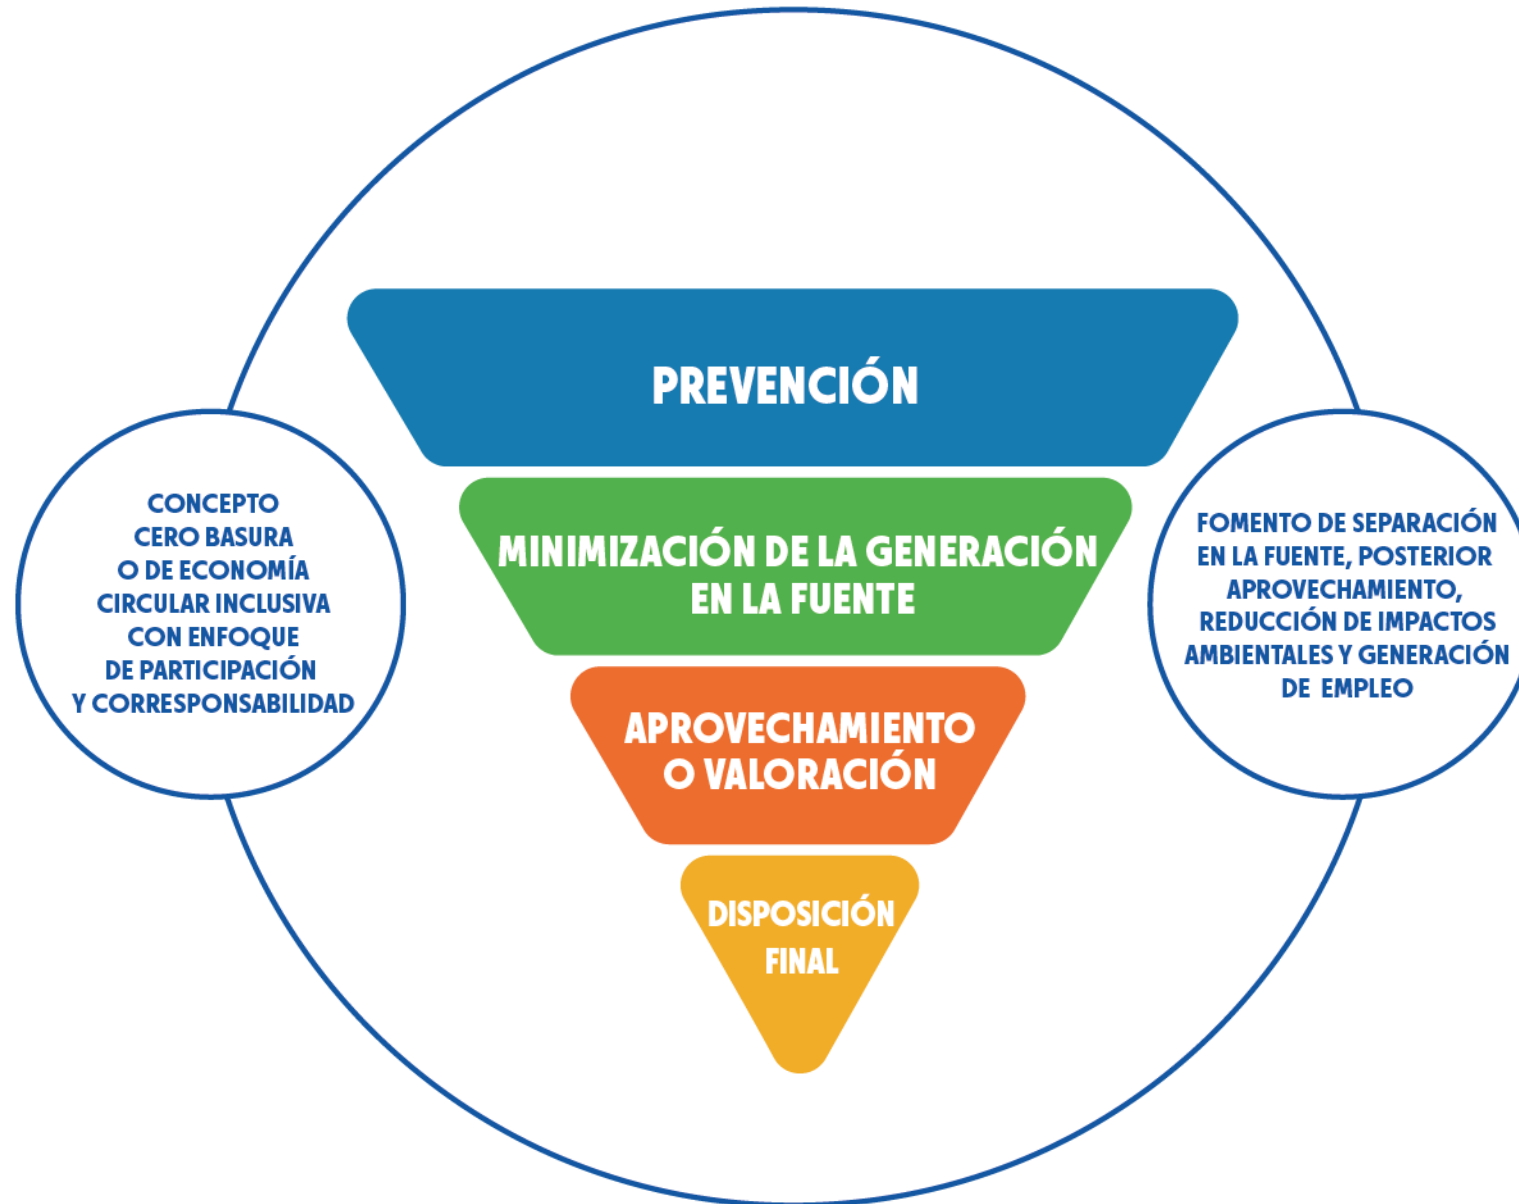 PREVENCIÓN
MINIMIZACIÓN DE LA GENERACIÓN
EN LA FUENTE
APROVECHAMIENTO
O VALORACIÓN
DISPOSICIÓN
FINAL
CONCEPTO
CERO BASURA
O DE ECONOMÍA
CIRCULAR INCLUSIVA
CON ENFOQUE
DE PARTICIPACIÓN
Y CORRESPONSABILIDAD
FOMENTO DE SEPARACIÓN
EN LA FUENTE, POSTERIOR
APROVECHAMIENTO,
REDUCCIÓN DE IMPACTOS
AMBIENTALES Y GENERACIÓN
DE EMPLEO